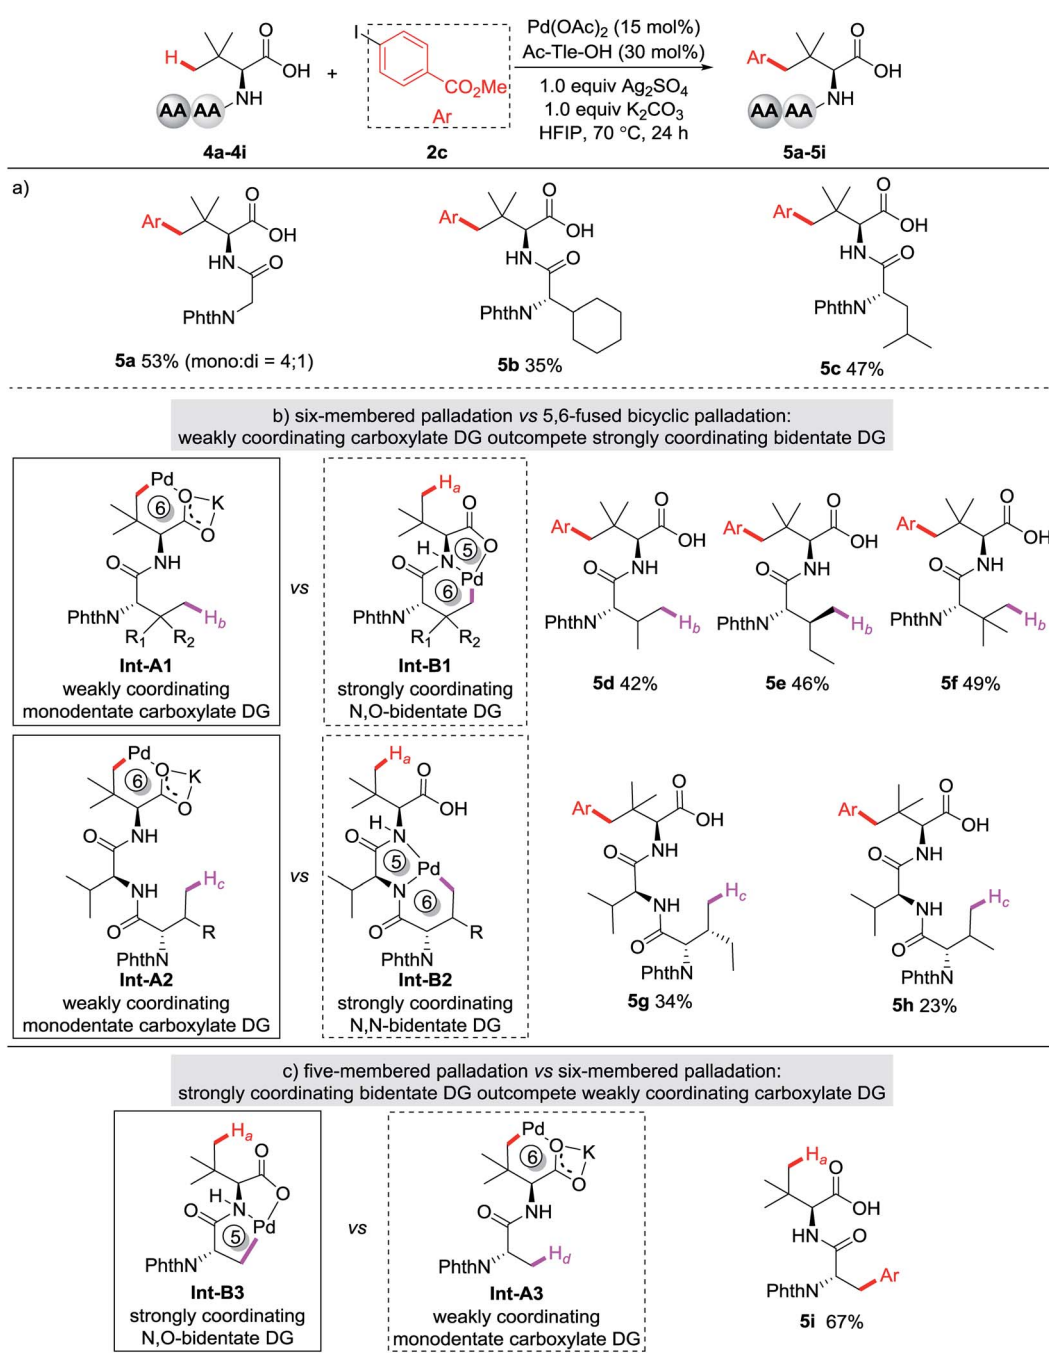 H
O
OH
NH
AA AA
4a-4i
+
I
CO2Me
Ar
2c
Pd(OAc)2 (15 mol%)
Ac-Tle-OH (30 mol%)
1.0 equiv Ag2SO4
1.0 equiv K2CO3
HFIP, 70 °C, 24 h
Ar
O
OH
NH
AA AA
5a-5i
a)
Ar
O
OH
HN
O
PhthN
5a 53% (mono:di = 4;1)
Ar
O
OH
HN
O
PhthN
5b 35%
Ar
O
OH
HN
O
PhthN
5c 47%
b) six-membered palladation vs 5,6-fused bicyclic palladation:
weakly coordinating carboxylate DG outcompete strongly coordinating bidentate DG
Pd
O
K
6
O
O
NH
PhthN
Hb
R1 R2
Int-A1
weakly coordinating
monodentate carboxylate DG
vs
Ha
O
H
N
5
O
O
Pd
6
PhthN
R1 R2
Int-B1
strongly coordinating
N,O-bidentate DG
Ar
O
OH
O
NH
PhthN
Hb
5d 42%
Ar
O
OH
O
HN
PhthN
Hb
5e 46%
Ar
O
OH
O
NH
PhthN
Hb
5f 49%
Pd
O
K
6
O
O
NH
NH
Hc
O
R
PhthN
Int-A2
weakly coordinating
monodentate carboxylate DG
vs
Ha
O
OH
H
N
O
5
Pd
N
6
O
R
PhthN
Int-B2
strongly coordinating
N,N-bidentate DG
Ar
O
OH
O
NH
NH
Hc
O
PhthN
5g 34%
Ar
O
OH
O
NH
NH
Hc
O
PhthN
5h 23%
c) five-membered palladation vs six-membered palladation:
strongly coordinating bidentate DG outcompete weakly coordinating carboxylate DG
Ha
O
H
N
O
O
Pd
5
PhthN
Int-B3
strongly coordinating
N,O-bidentate DG
vs
Pd
O
K
6
O
O
NH
Hd
PhthN
Int-A3
weakly coordinating
monodentate carboxylate DG
Ha
O
OH
HN
O
PhthN
Ar
5i 67%